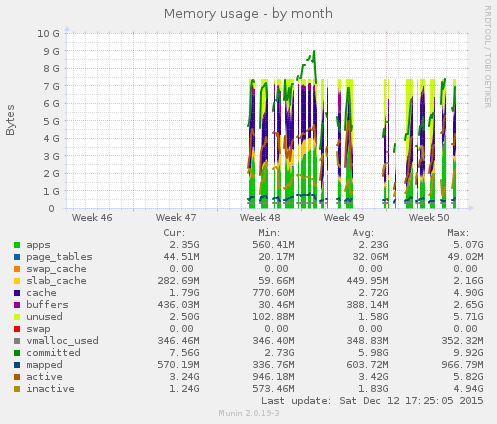 Memory usage - by month
RRDTOOL / TOBI OETIKER
Bytes
10 G
9 G
8 G
7 G
6 G
5 G
4 G
3 G
2 G
1 G
0
Week 46 Week 47 Week 48 Week 49 Week 50
Cur: Min: Avg: Max:
apps 2.35G 560.41M 2.23G 5.07G
page_tables 44.51M 20.17M 32.06M 49.02M
swap_cache 0.00 0.00 0.00 0.00
slab_cache 282.69M 59.66M 449.95M 2.16G
cache 1.79G 770.60M 2.72G 4.90G
buffers 436.03M 30.46M 388.14M 2.65G
unused 2.50G 102.88M 1.58G 5.71G
swap 0.00 0.00 0.00 0.00
vmalloc_used 346.46M 346.40M 348.83M 352.32M
committed 7.56G 2.73G 5.98G 9.92G
mapped 570.19M 336.76M 603.72M 966.79M
active 3.24G 946.18M 3.42G 5.82G
inactive 1.24G 573.46M 1.83G 4.94G
Last update: Sat Dec 12 17:25:05 2015
Munin 2.0.19-3